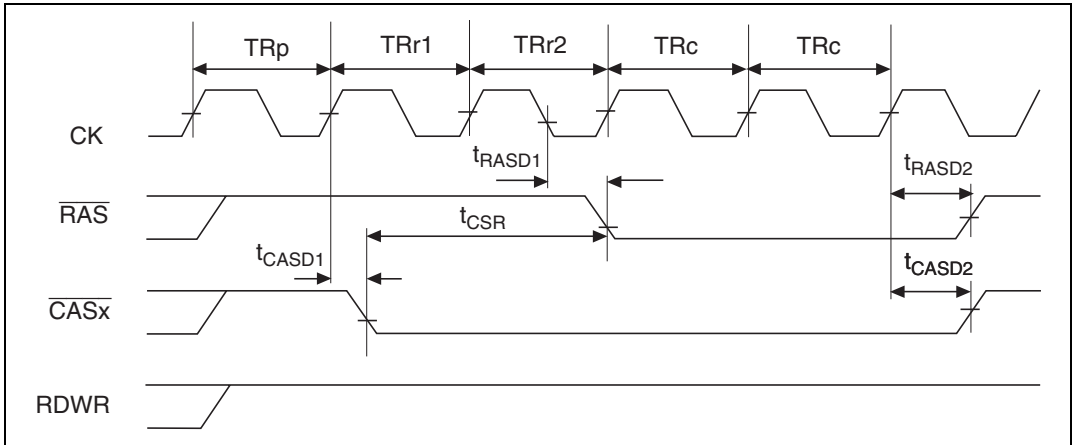 TRp TRr1 TRr2 TRc TRc
CK
tRASD1 tRASD2
RAS
tCSR
tCASD1 tCASD2
CASx
RDWR